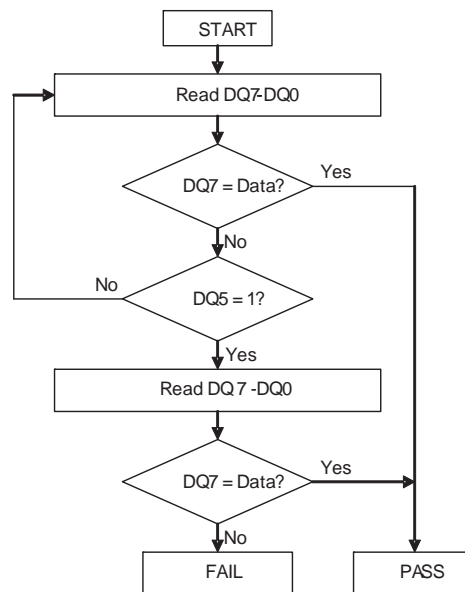 START
Read DQ7-DQ0
DQ7 = Data?
Yes
No
No
DQ5 = 1?
Yes
Read DQ 7 -DQ0
DQ7 = Data?
Yes
No
FAIL
PASS